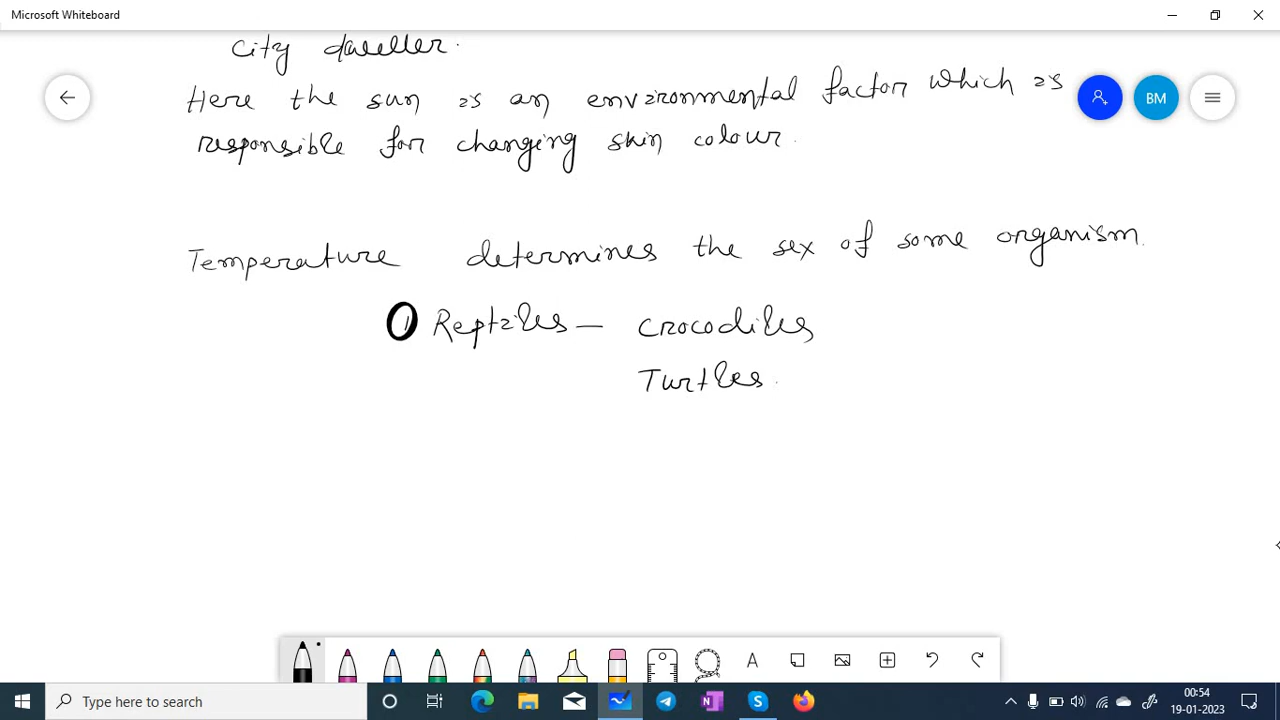 Microsoft Whiteboard
City dweller.
Here the sun is an environmental factor which is
responsible for changing skin colour.
BM
Temperature determines the sex of some organism.
① Reptiles — Crocodiles
Turtles.
A
Type here to search
00:54
19-01-2023